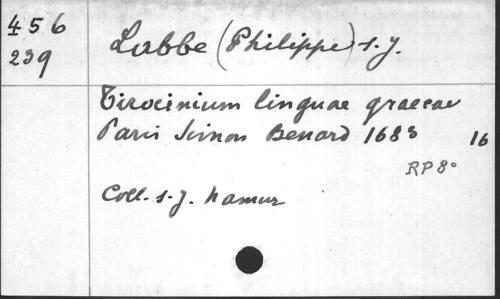 456
239
Labbe (Philippe) s.J.
Tirocinium linguae graecae
Paris Simon Benard 1683 16
RP 8°
Coll. s.J. Namur